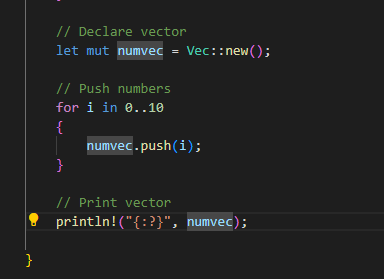 // Declare vector
let mut numvec = Vec::new();
// Push numbers
for i in 0..10
{
numvec.push(i);
}
// Print vector
println!("{:?}", numvec);
}